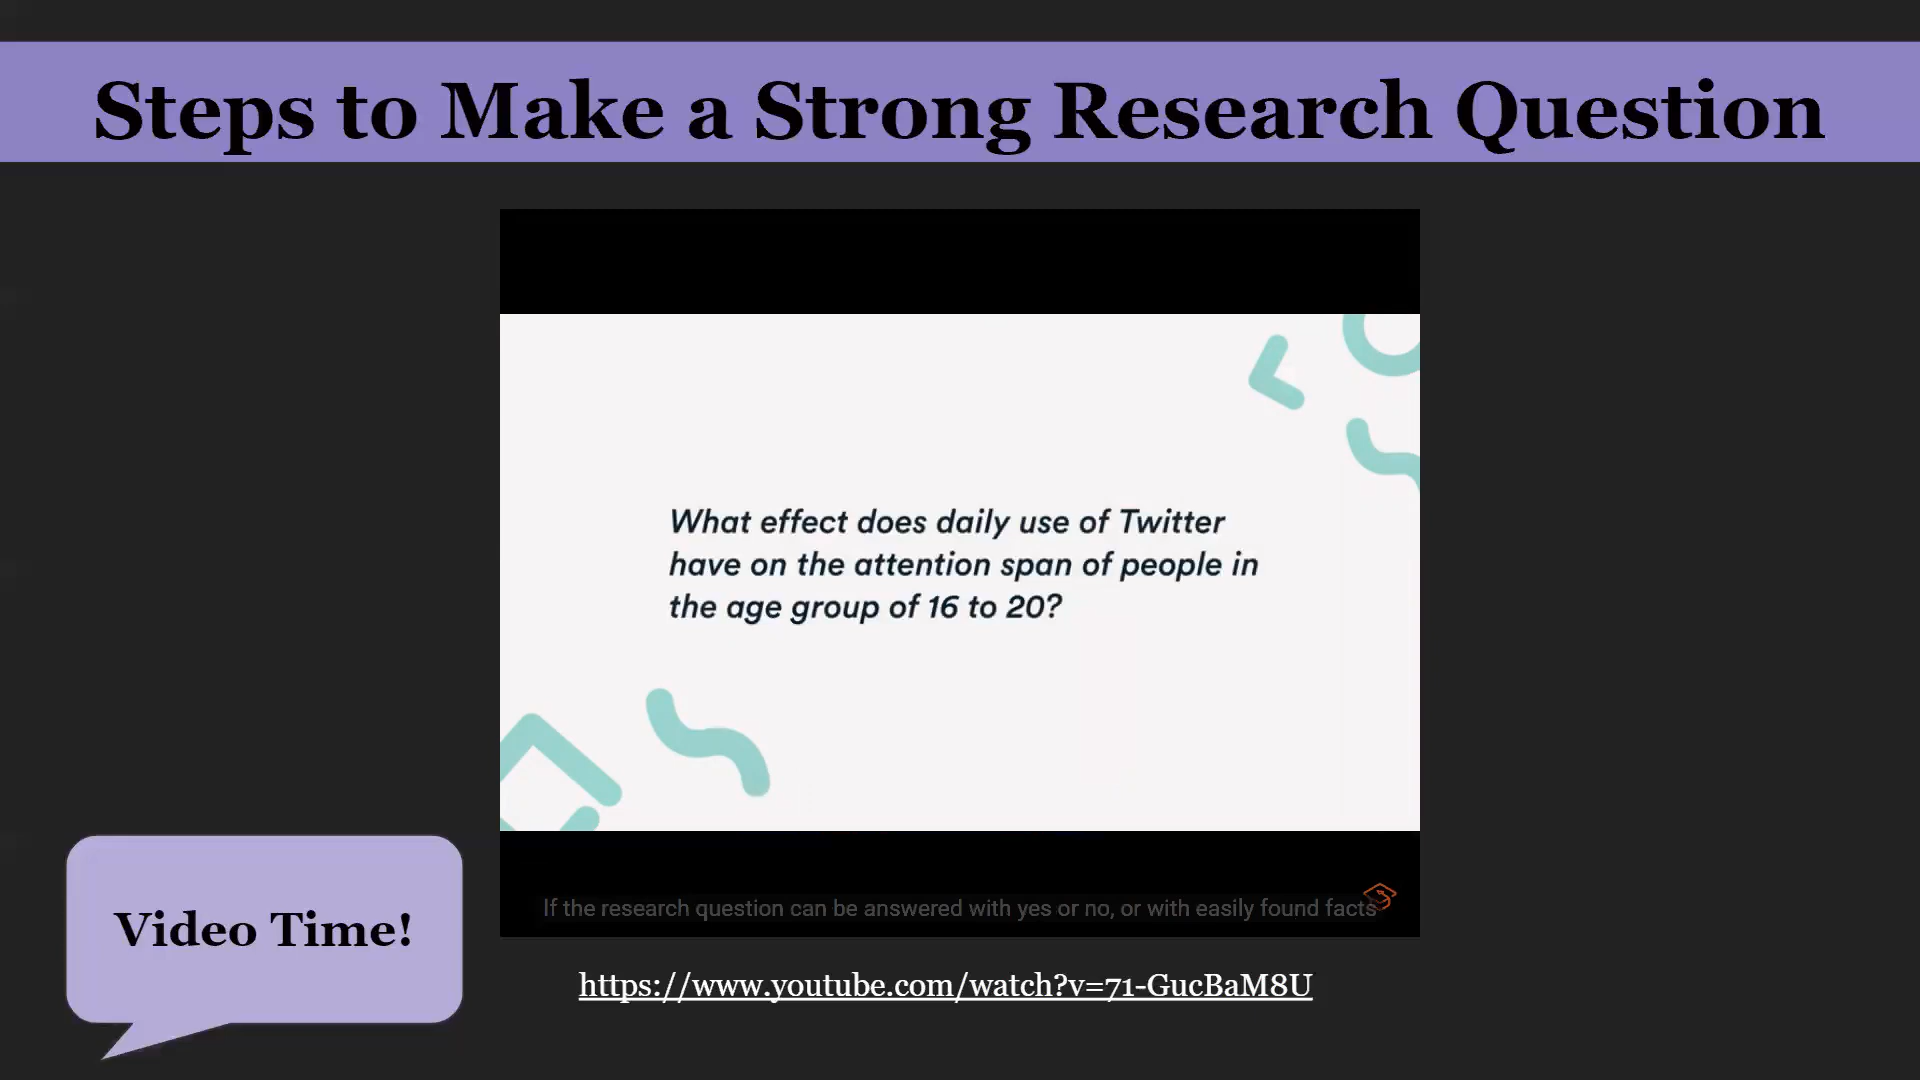 Steps to Make a Strong Research Question
What effect does daily use of Twitter
have on the attention span of people in
the age group of 16 to 20?
If the research question can be answered with yes or no, or with easily found facts
Video Time!
https://www.youtube.com/watch?v=71-GucBaM8U